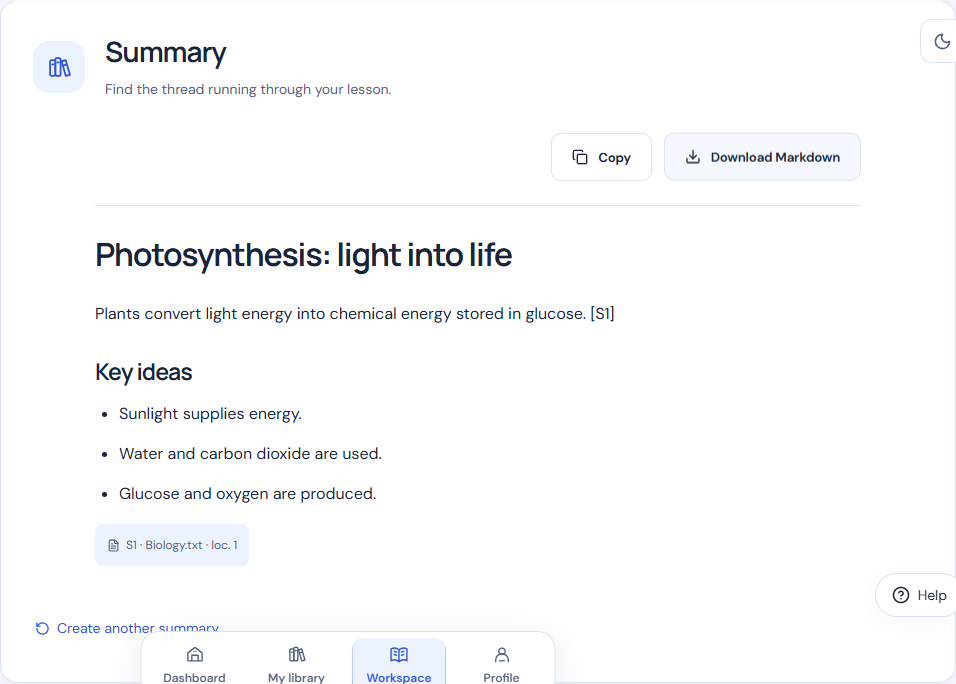 Summary
Find the thread running through your lesson.
Copy
Download Markdown
Photosynthesis: light into life
Plants convert light energy into chemical energy stored in glucose. [S1]
Key ideas
• Sunlight supplies energy.
• Water and carbon dioxide are used.
• Glucose and oxygen are produced.
S1 · Biology.txt · loc. 1
Help
Create another summary
Dashboard
My library
Workspace
Profile